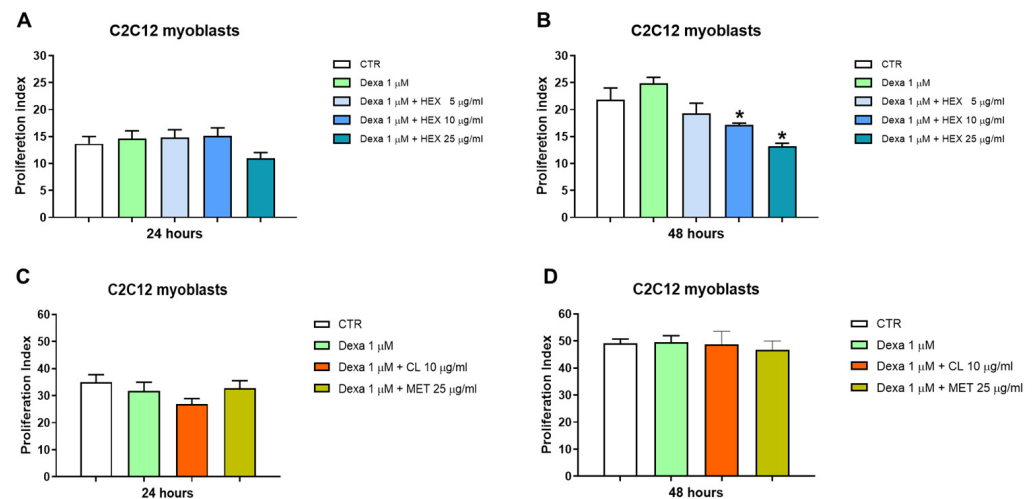 A
C2C12 myoblasts
Proliferetion index
30
25
20
15
10
5
0
24 hours
CTR
Dexa 1 μM
Dexa 1 μM + HEX 5 μg/ml
Dexa 1 μM + HEX 10 μg/ml
Dexa 1 μM + HEX 25 μg/ml
B
C2C12 myoblasts
Proliferetion index
30
25
20
15
10
5
0
*
*
48 hours
CTR
Dexa 1 μM
Dexa 1 μM + HEX 5 μg/ml
Dexa 1 μM + HEX 10 μg/ml
Dexa 1 μM + HEX 25 μg/ml
C
C2C12 myoblasts
Proliferation Index
60
50
40
30
20
10
0
24 hours
CTR
Dexa 1 μM
Dexa 1 μM + CL 10 μg/ml
Dexa 1 μM + MET 25 μg/ml
D
C2C12 myoblasts
Proliferation Index
60
50
40
30
20
10
0
48 hours
CTR
Dexa 1 μM
Dexa 1 μM + CL 10 μg/ml
Dexa 1 μM + MET 25 μg/ml